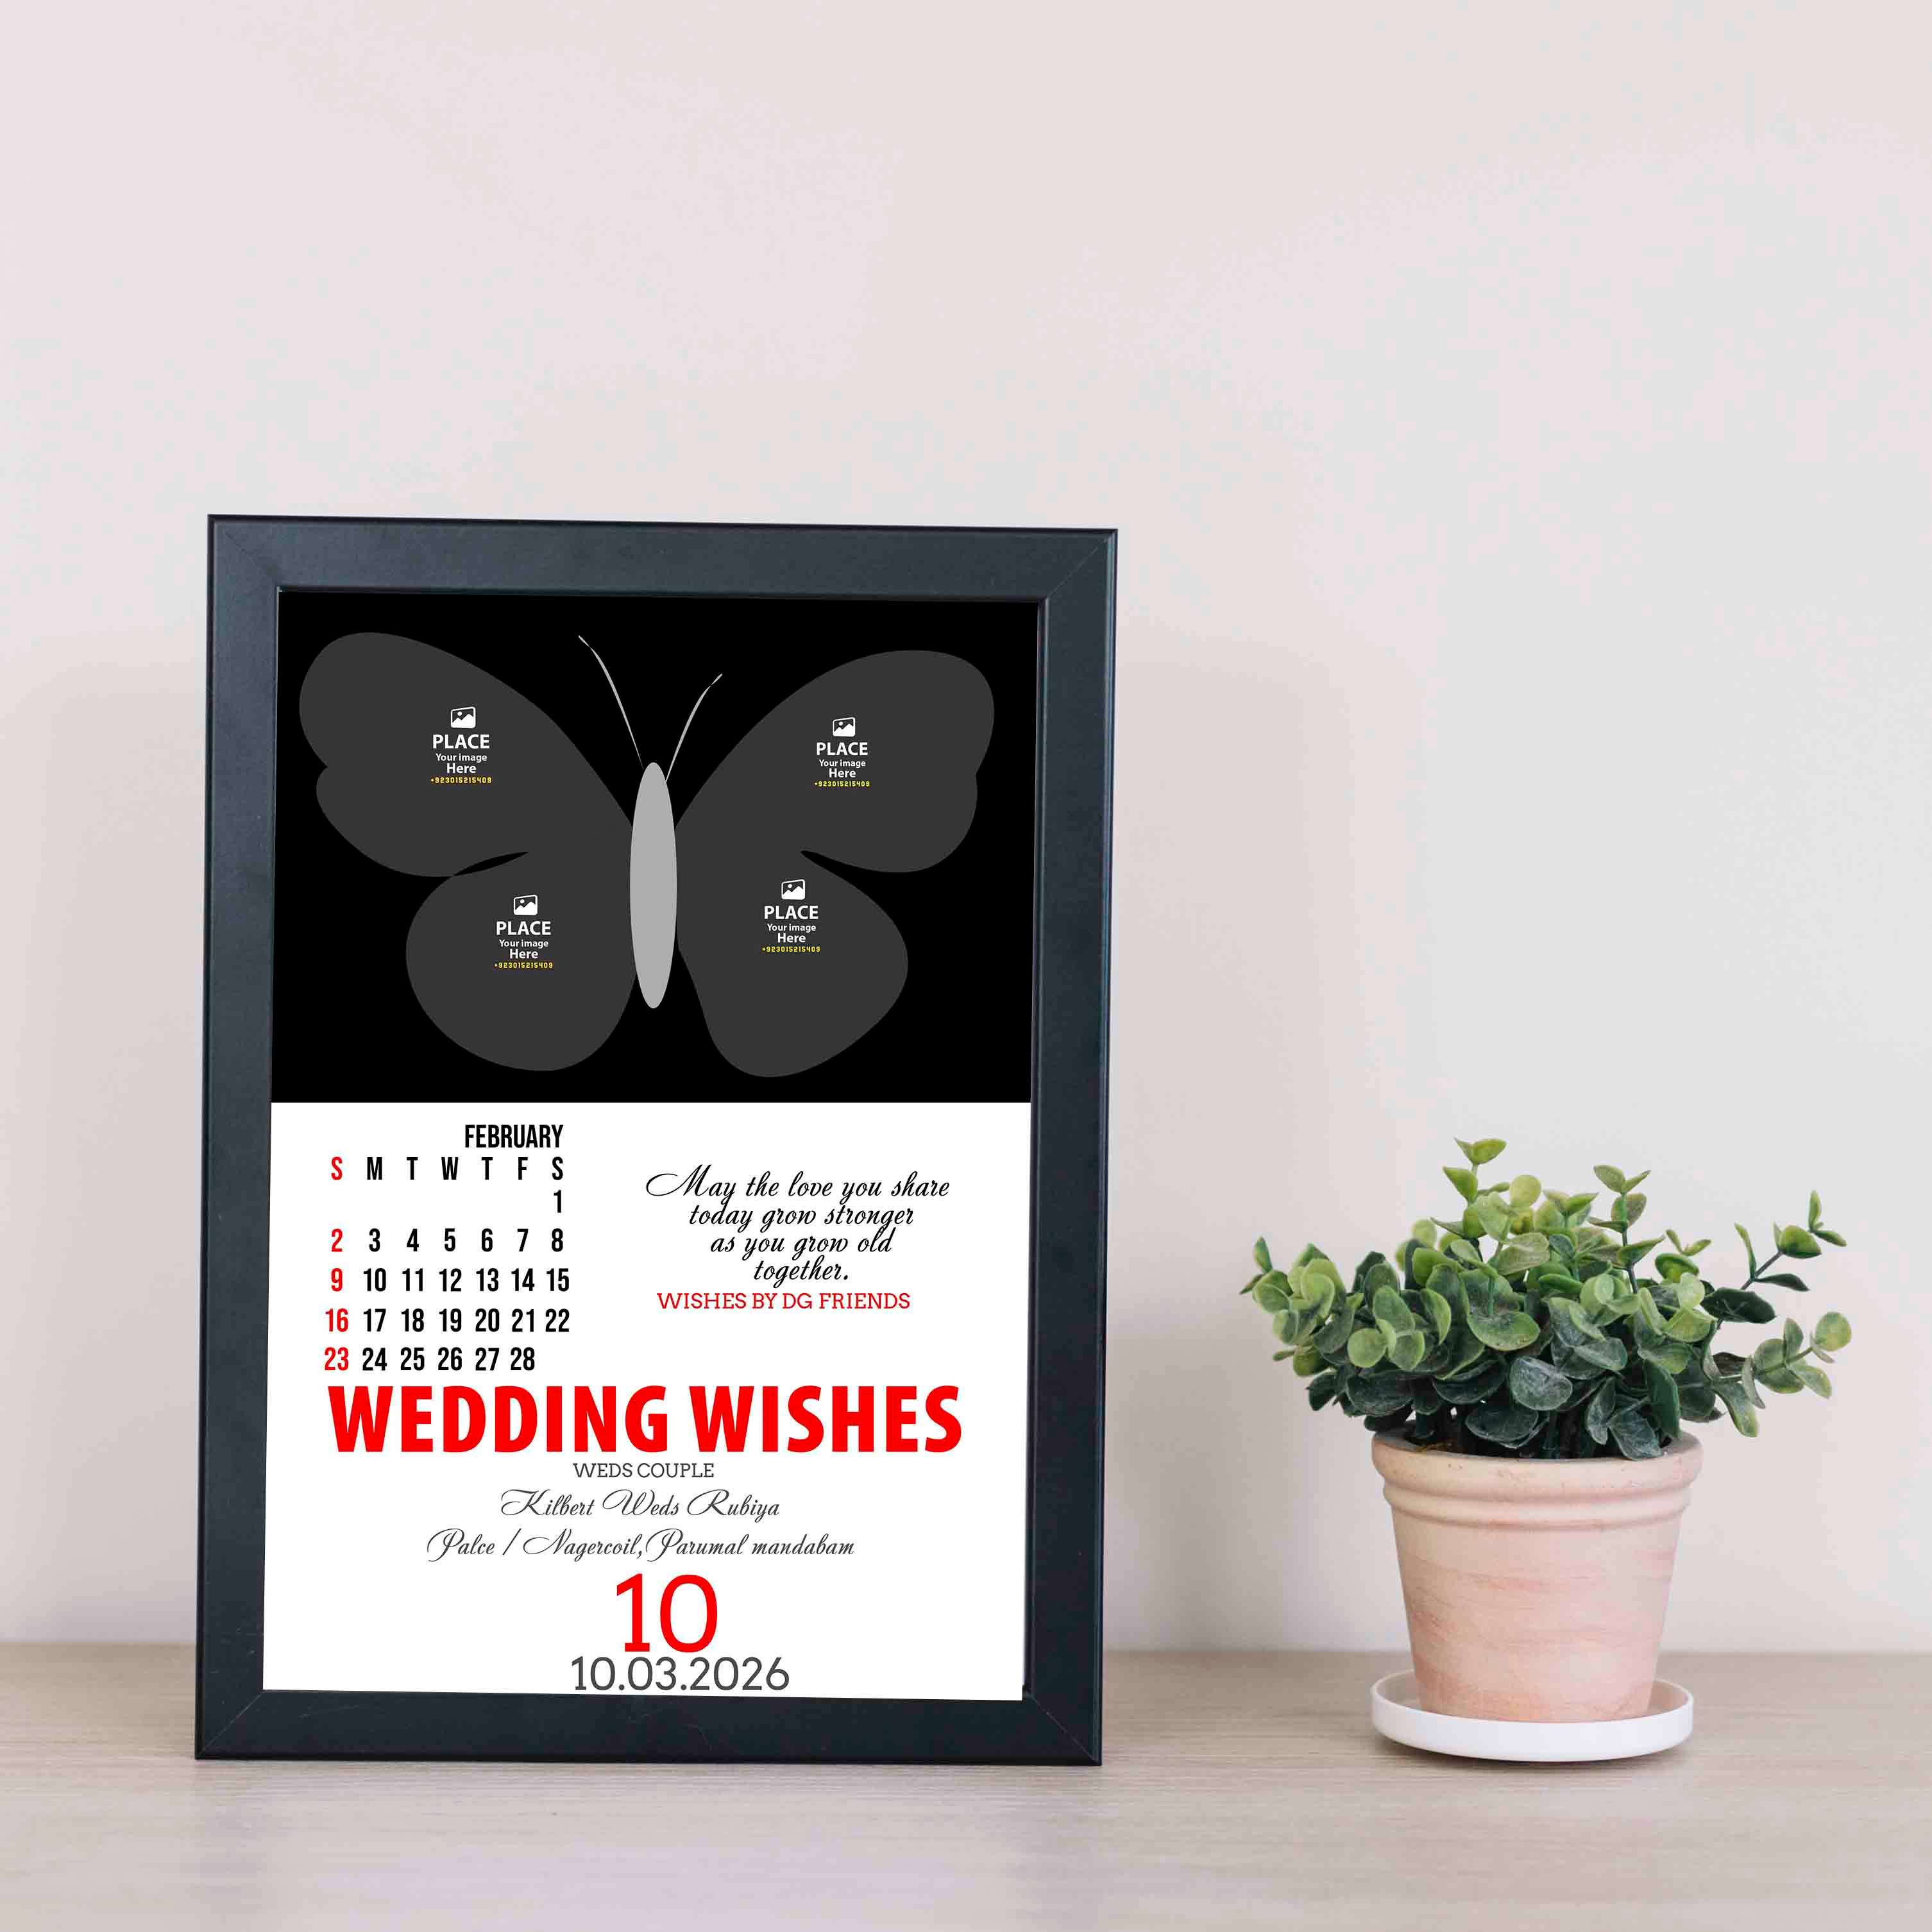 PLACE
Your image
Here
+923015215409
PLACE
Your image
Here
+923015215409
PLACE
Your image
Here
+923015215409
PLACE
Your image
Here
+923015215409
FEBRUARY
S M T W T F S
1
2 3 4 5 6 7 8
9 10 11 12 13 14 15
16 17 18 19 20 21 22
23 24 25 26 27 28
May the love you share
today grow stronger
as you grow old
together.
WISHES BY DG FRIENDS
WEDDING WISHES
WEDS COUPLE
Kilbert Weds Rubiya
Palce / Nagercoil, Parumal mandabam
10
10.03.2026